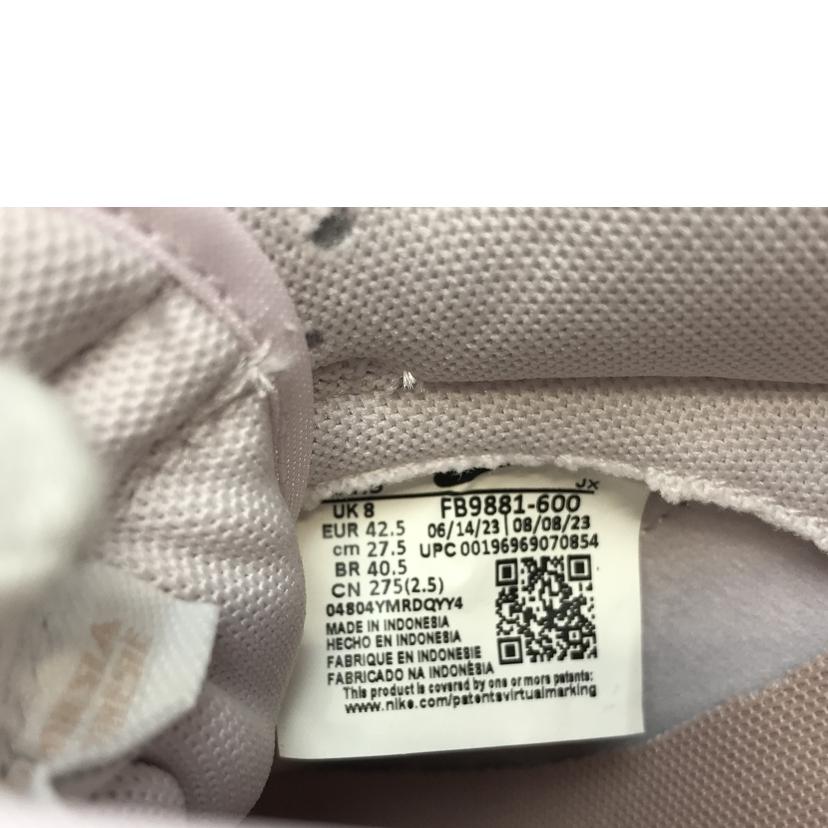 JX
UK 8 FB9881-600
EUR 42.5 06/14/23 | 08/08/23
cm 27.5 UPC 00196969070854
BR 40.5
CN 275(2.5)
04804YMRDQYY4
MADE IN INDONESIA
HECHO EN INDONESIA
FABRIQUE EN INDONESIE
FABRICADO NA INDONÉSIA
This product is covered by one or more patents:
www.nike.com/patentsvirtualmarking